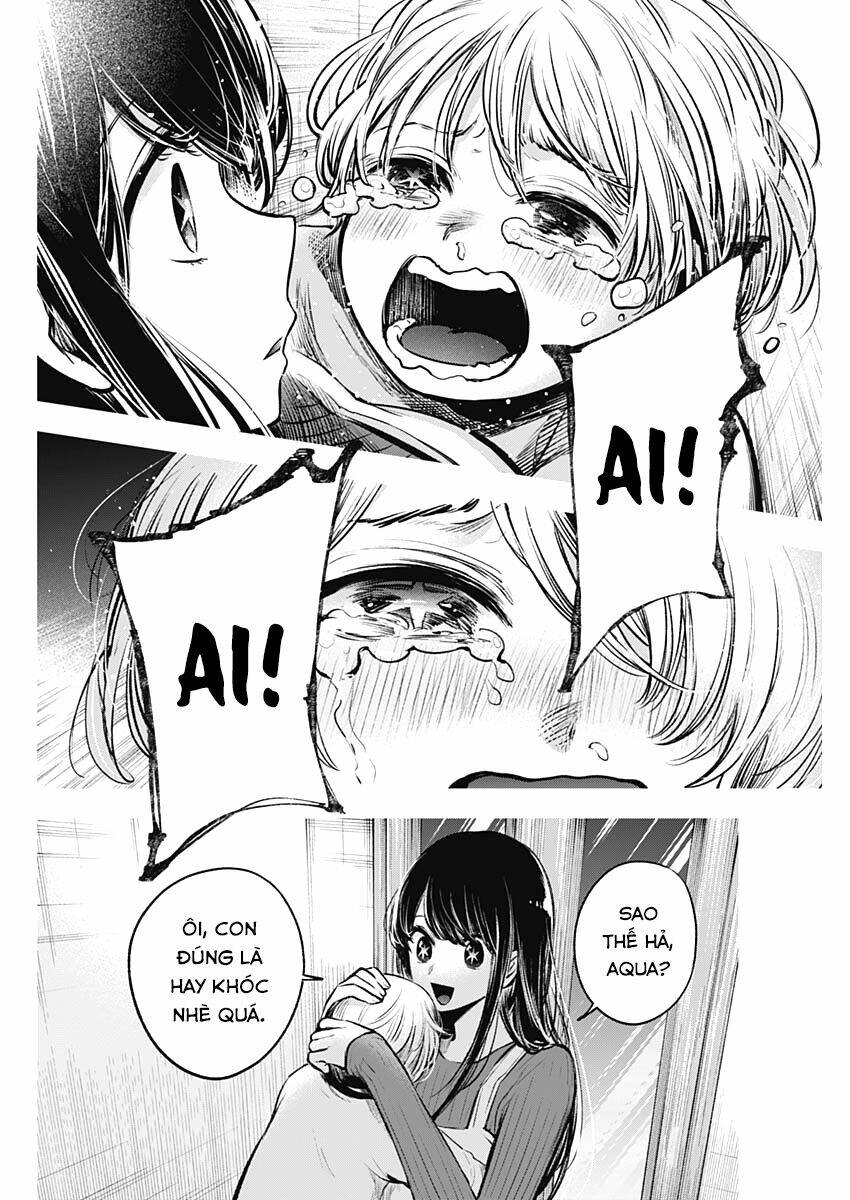 AI!
AI!
SAO
THẾ HẢ,
AQUA?
ÔI, CON
ĐÚNG LÀ
HAY KHÓC
NHÈ QUÁ.